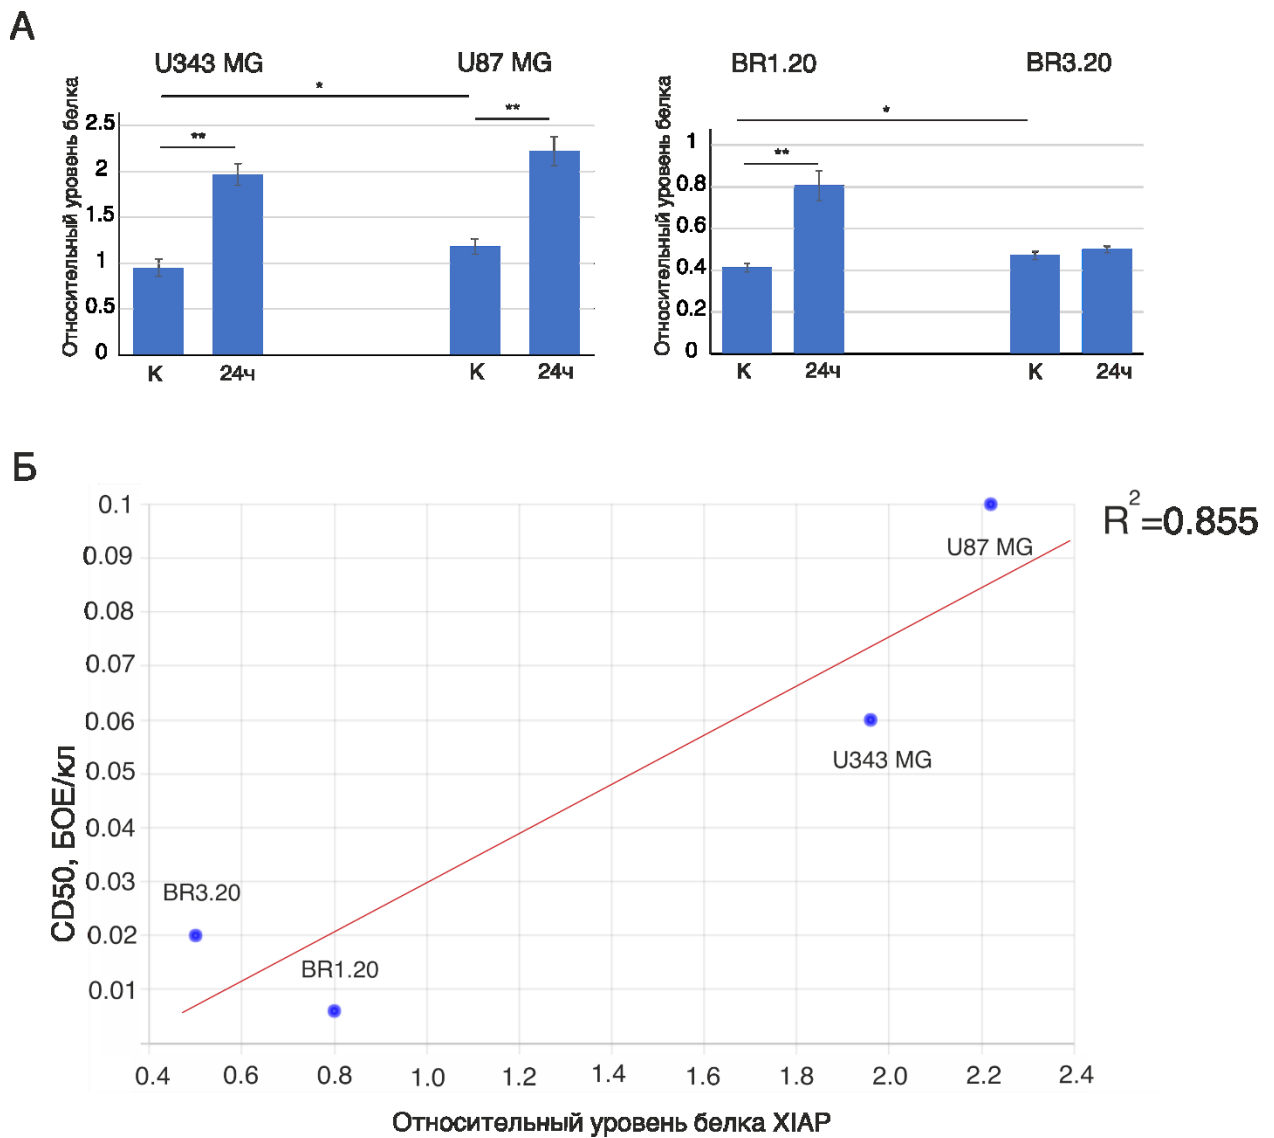 А
U343 MG
U87 MG
BR1.20
BR3.20
Относительный уровень белка
2.5
2
1.5
1
0.5
0
*
**
**
К
24ч
К
24ч
Относительный уровень белка
1
0.8
0.6
0.4
0.2
0
*
**
К
24ч
К
24ч
Б
CD50, БОЕ/кл
0.1
0.09
0.08
0.07
0.06
0.05
0.04
0.03
0.02
0.01
R²=0.855
U87 MG
U343 MG
BR3.20
BR1.20
0.4 0.6 0.8 1.0 1.2 1.4 1.6 1.8 2.0 2.2 2.4
Относительный уровень белка XIAP